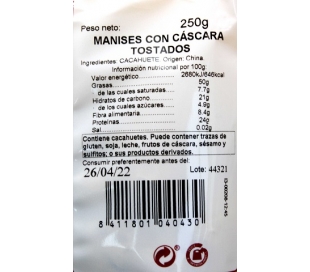 Peso neto: 250g
MANISES CON CÁSCARA
TOSTADOS
Ingredientes: CACAHUETE. Origen: China.
Información nutricional por 100g:
Valor energético 2680kJ/646kcal
Grasas 50g
de las cuales saturadas 7.7g
Hidratos de carbono 21g
de los cuales azúcares 4.9g
Fibra alimentaria 8.4g
Proteínas 24g
Sal 0,02g
Contiene cacahuetes. Puede contener trazas de
gluten, soja, leche, frutos de cáscara, sésamo y
sulfitos; o sus productos derivados.
Consumir preferentemente antes del:
26/04/22 Lote: 44321
8 411801 040430